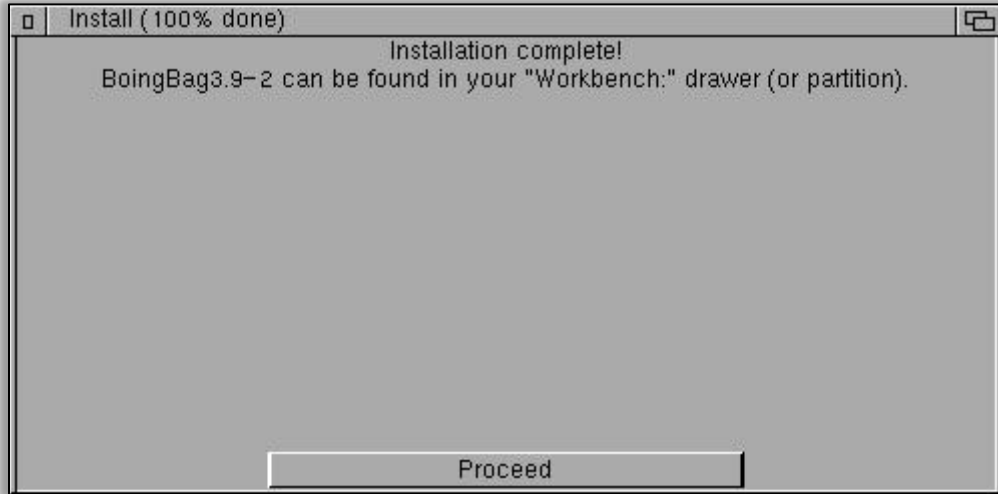 Install (100% done)
Installation complete!
BoingBag3.9-2 can be found in your "Workbench:" drawer (or partition).
Proceed